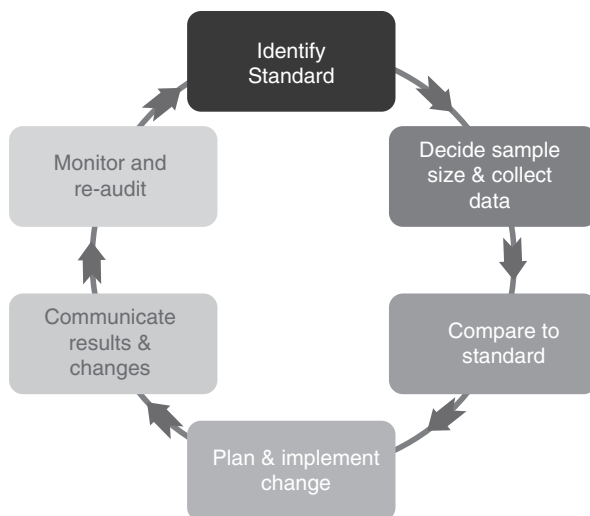 Identify
Standard
Decide sample
size & collect
data
Compare to
standard
Plan & implement
change
Communicate
results &
changes
Monitor and
re-audit